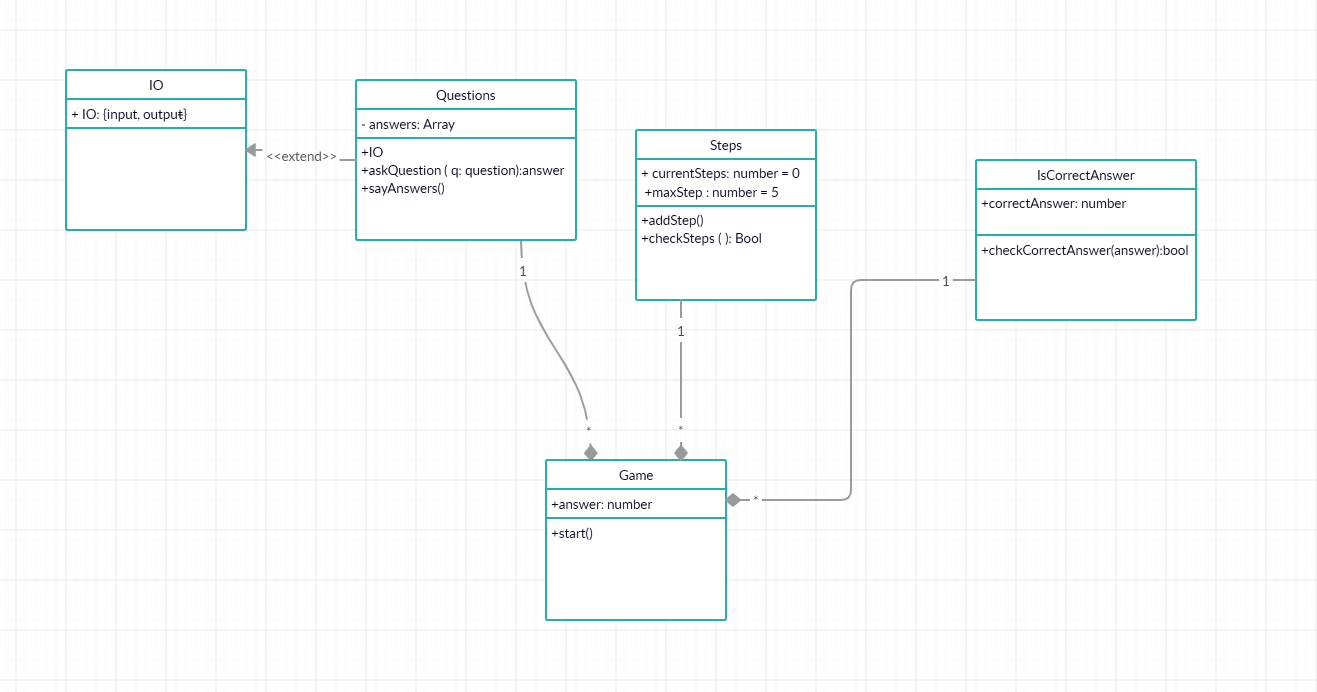 IO
+ IO: {input, output}
<<extend>>
Questions
- answers: Array
+IO
+askQuestion ( q: question):answer
+sayAnswers()
Steps
+ currentSteps: number = 0
+maxStep : number = 5
+addStep()
+checkSteps ( ): Bool
IsCorrectAnswer
+correctAnswer: number
+checkCorrectAnswer(answer):bool
1
1
1
*
*
Game
+answer: number
*
+start()